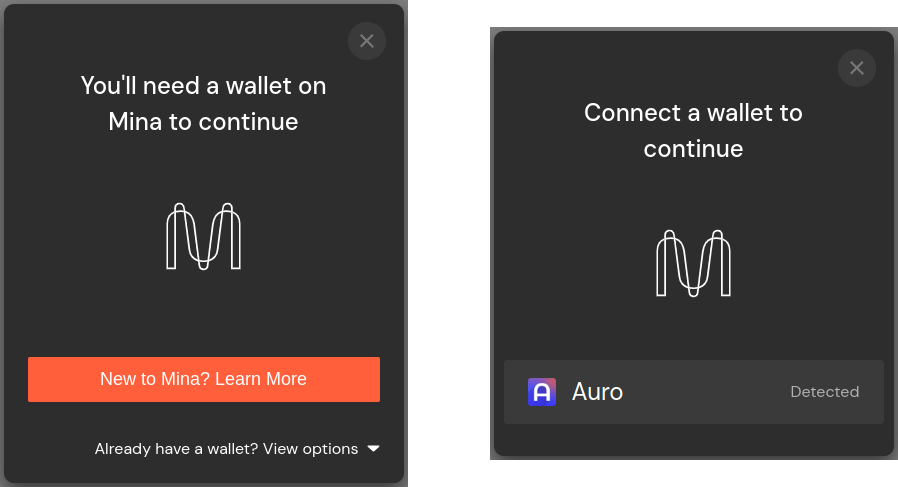 You'll need a wallet on
Mina to continue
New to Mina? Learn More
Already have a wallet? View options
Connect a wallet to
continue
Auro
Detected